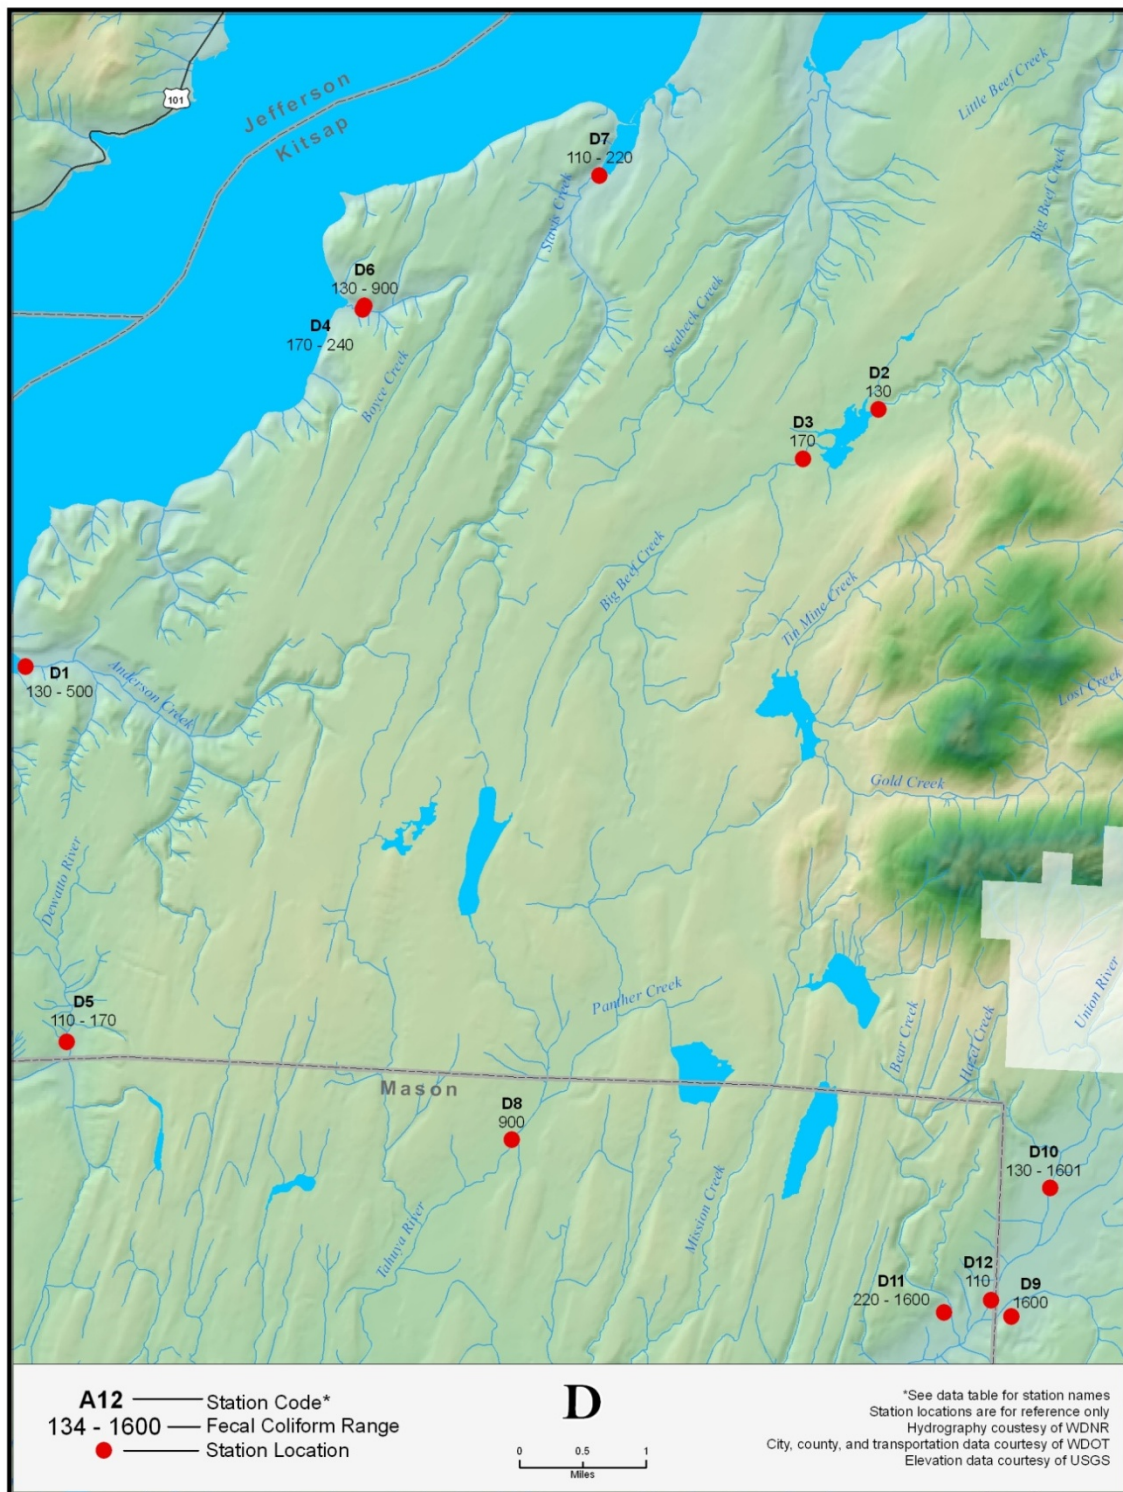 Jefferson
Kitsap
101
Little Beef Creek
Big Beef Creek
D7
110 - 220
Stavis Creek
D6
130 - 900
D4
170 - 240
Boyce Creek
Seabeck Creek
D2
130
D3
170
Big Beef Creek
Tin Mine Creek
D1
130 - 500
Anderson Creek
Lost Creek
Gold Creek
Dewatto River
D5
110 - 170
Panther Creek
Bear Creek
Hazel Creek
Union River
Mason
D8
900
Tahuya River
Mission Creek
D10
130 - 1601
D11
220 - 1600
D12
110
D9
1600
A12
Station Code*
134 - 1600
Fecal Coliform Range
Station Location
D
0 0.5 1
Miles
*See data table for station names
Station locations are for reference only
Hydrography coustesy of WDNR
City, county, and transportation data courtesy of WDOT
Elevation data courtesy of USGS